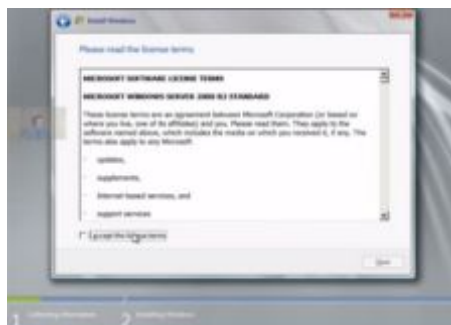 Install Windows
Please read the license terms
MICROSOFT SOFTWARE LICENSE TERMS
MICROSOFT WINDOWS SERVER 2008 R2 STANDARD
These license terms are an agreement between Microsoft Corporation (or based on
where you live, one of its affiliates) and you. Please read them. They apply to the
software named above, which includes the media on which you received it, if any. The
terms also apply to any Microsoft
· updates,
· supplements,
· Internet-based services, and
· support services
I accept the license terms
Next
1 Collecting information
2 Installing Windows